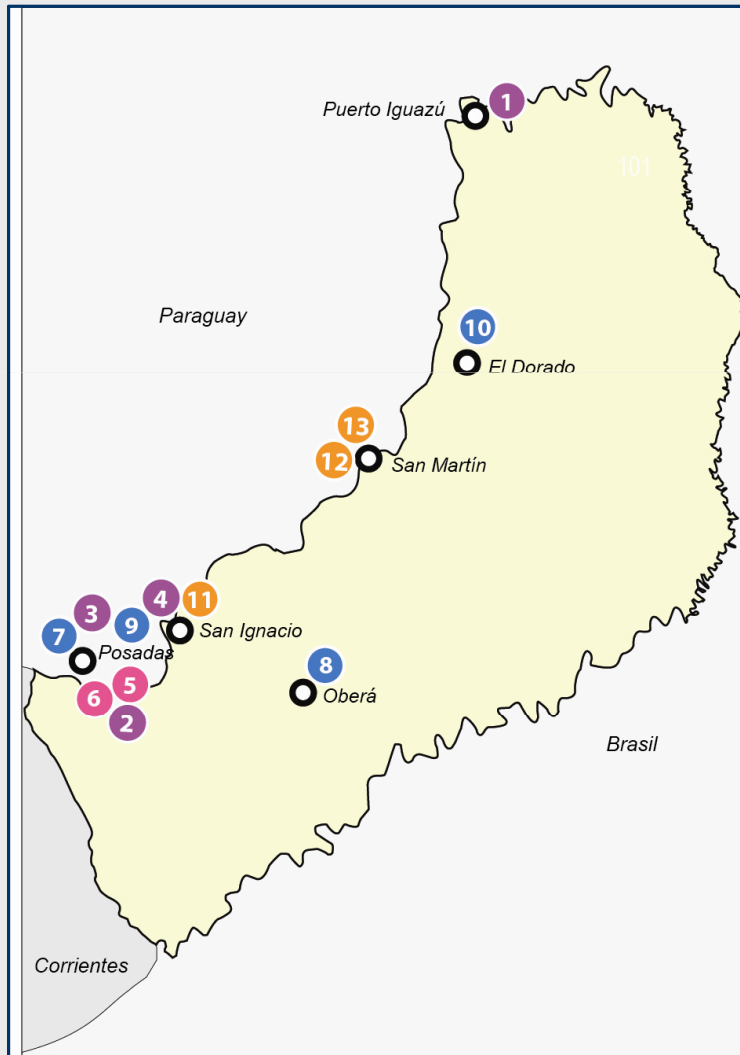 1
Puerto Iguazú
101
Paraguay
10
El Dorado
13
12
San Martín
4
11
3
9
7
San Ignacio
Posadas
8
5
6
Oberá
2
Brasil
Corrientes